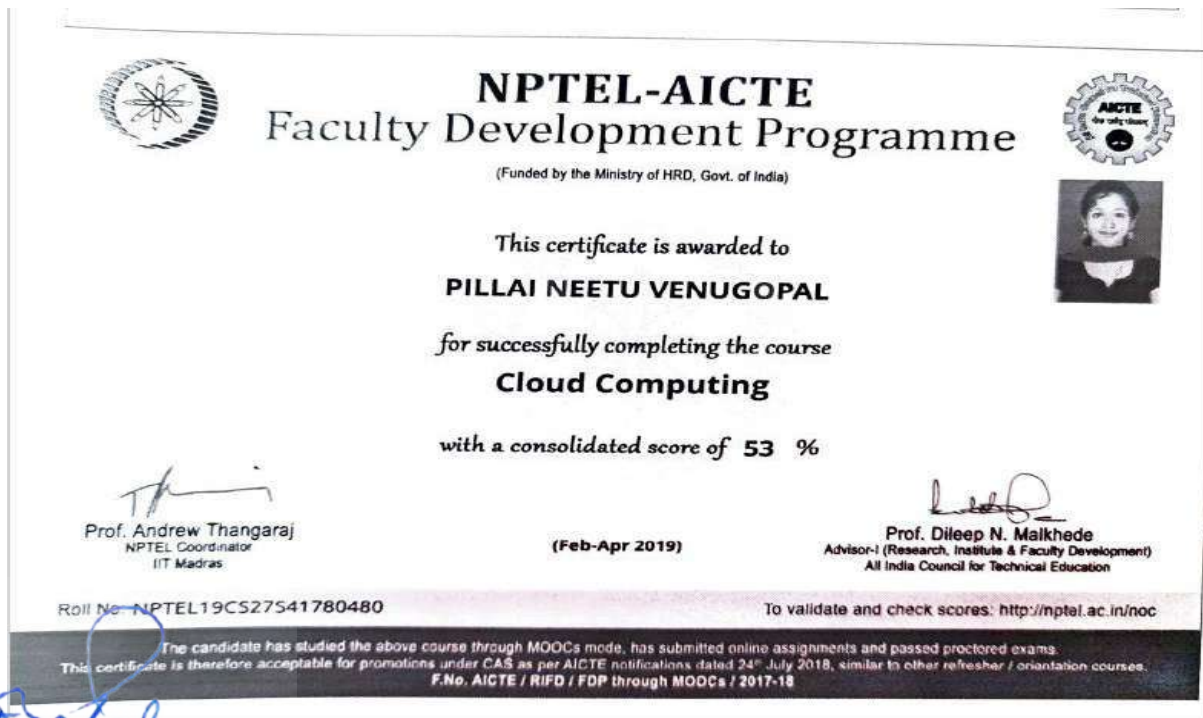 NPTEL-AICTE
Faculty Development Programme
(Funded by the Ministry of HRD, Govt. of India)
AICTE
This certificate is awarded to
PILLAI NEETU VENUGOPAL
for successfully completing the course
Cloud Computing
with a consolidated score of 53 %
Prof. Andrew Thangaraj
NPTEL Coordinator
IIT Madras
(Feb-Apr 2019)
Prof. Dileep N. Malkhede
Advisor-I (Research, Institute & Faculty Development)
All India Council for Technical Education
Roll No: NPTEL19CS27S41780480
To validate and check scores: http://nptel.ac.in/noc
The candidate has studied the above course through MOOCs mode, has submitted online assignments and passed proctored exams.
This certificate is therefore acceptable for promotions under CAS as per AICTE notifications dated 24th July 2018, similar to other refresher / orientation courses.
F.No. AICTE / RIFD / FDP through MOOCs / 2017-18